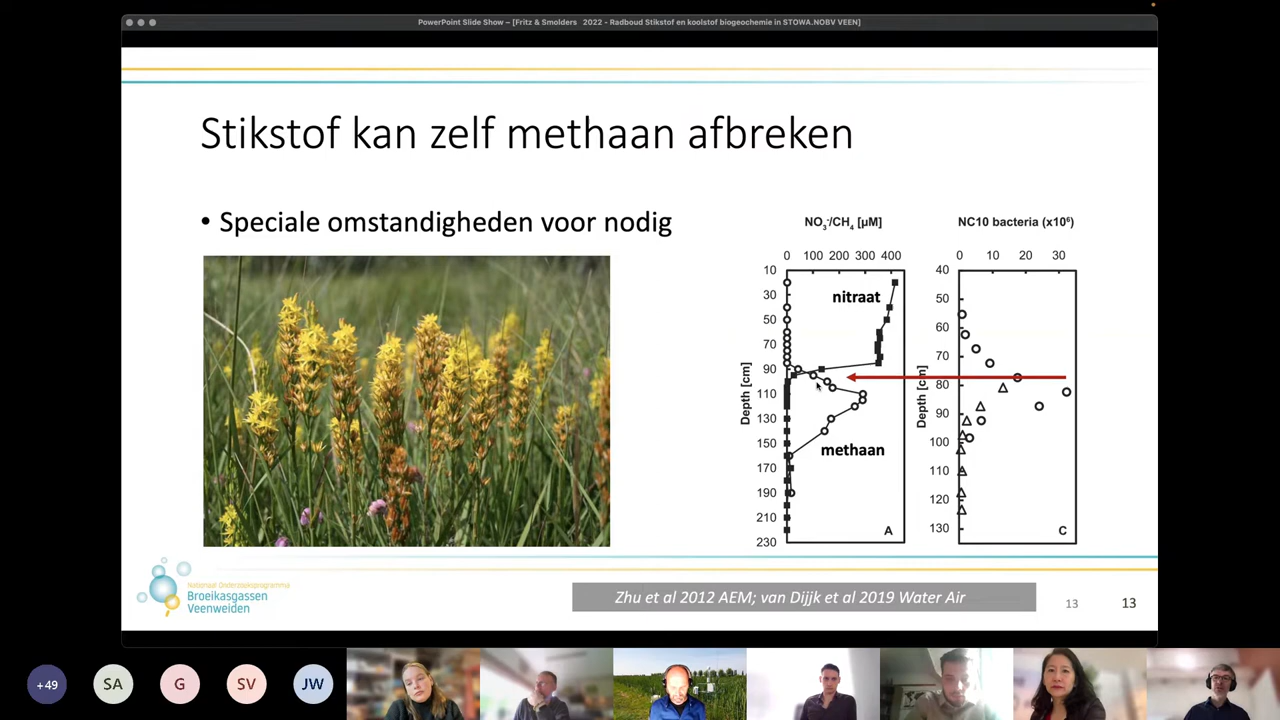 PowerPoint Slide Show – [Fritz & Smolders 2022 - Radboud Stikstof en koolstof biogeochemie in STOWA.NOBV VEEN]
Stikstof kan zelf methaan afbreken
• Speciale omstandigheden voor nodig
NO3-/CH4 [µM]
0 100 200 300 400
10
30
50
70
90
110
130
150
170
190
210
230
Depth [cm]
nitraat
methaan
A
NC10 bacteria (x10⁶)
0 10 20 30
40
50
60
70
80
90
100
110
120
130
Depth [cm]
C
Nationaal Onderzoeksprogramma
Broeikasgassen
Veenweiden
Zhu et al 2012 AEM; van Dijjk et al 2019 Water Air
13
13
+49
SA
G
SV
JW